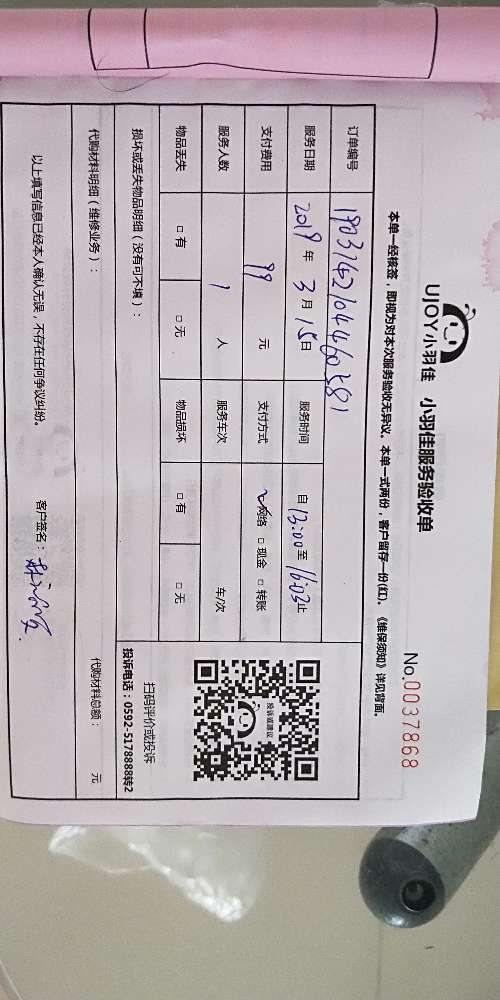 UJOY小羽佳 小羽佳服务验收单
No.0037868
本单一经核签，即视为对本次服务验收无异议。本单一式两份，客户留存一份(红)。《维保须知》详见背面。
订单编号 19031421044460381
服务日期 2019 年 3 月 15 日 服务时间 自 13:00 至 16:03 止
支付费用 99 元 支付方式 网络 □ 现金 □ 转账
服务人数 1 人 服务车次 车/次
物品丢失 □ 有 □ 无 物品损坏 □ 有 □ 无
投诉或建议
扫码评价或投诉
投诉电话：0592-5178888转2
损坏或丢失物品明细（没有可不填）：
代购材料明细（维修业务）： 代购材料总额： 元
以上填写信息已经本人确认无误，不存在任何争议纠纷。 客户签名：